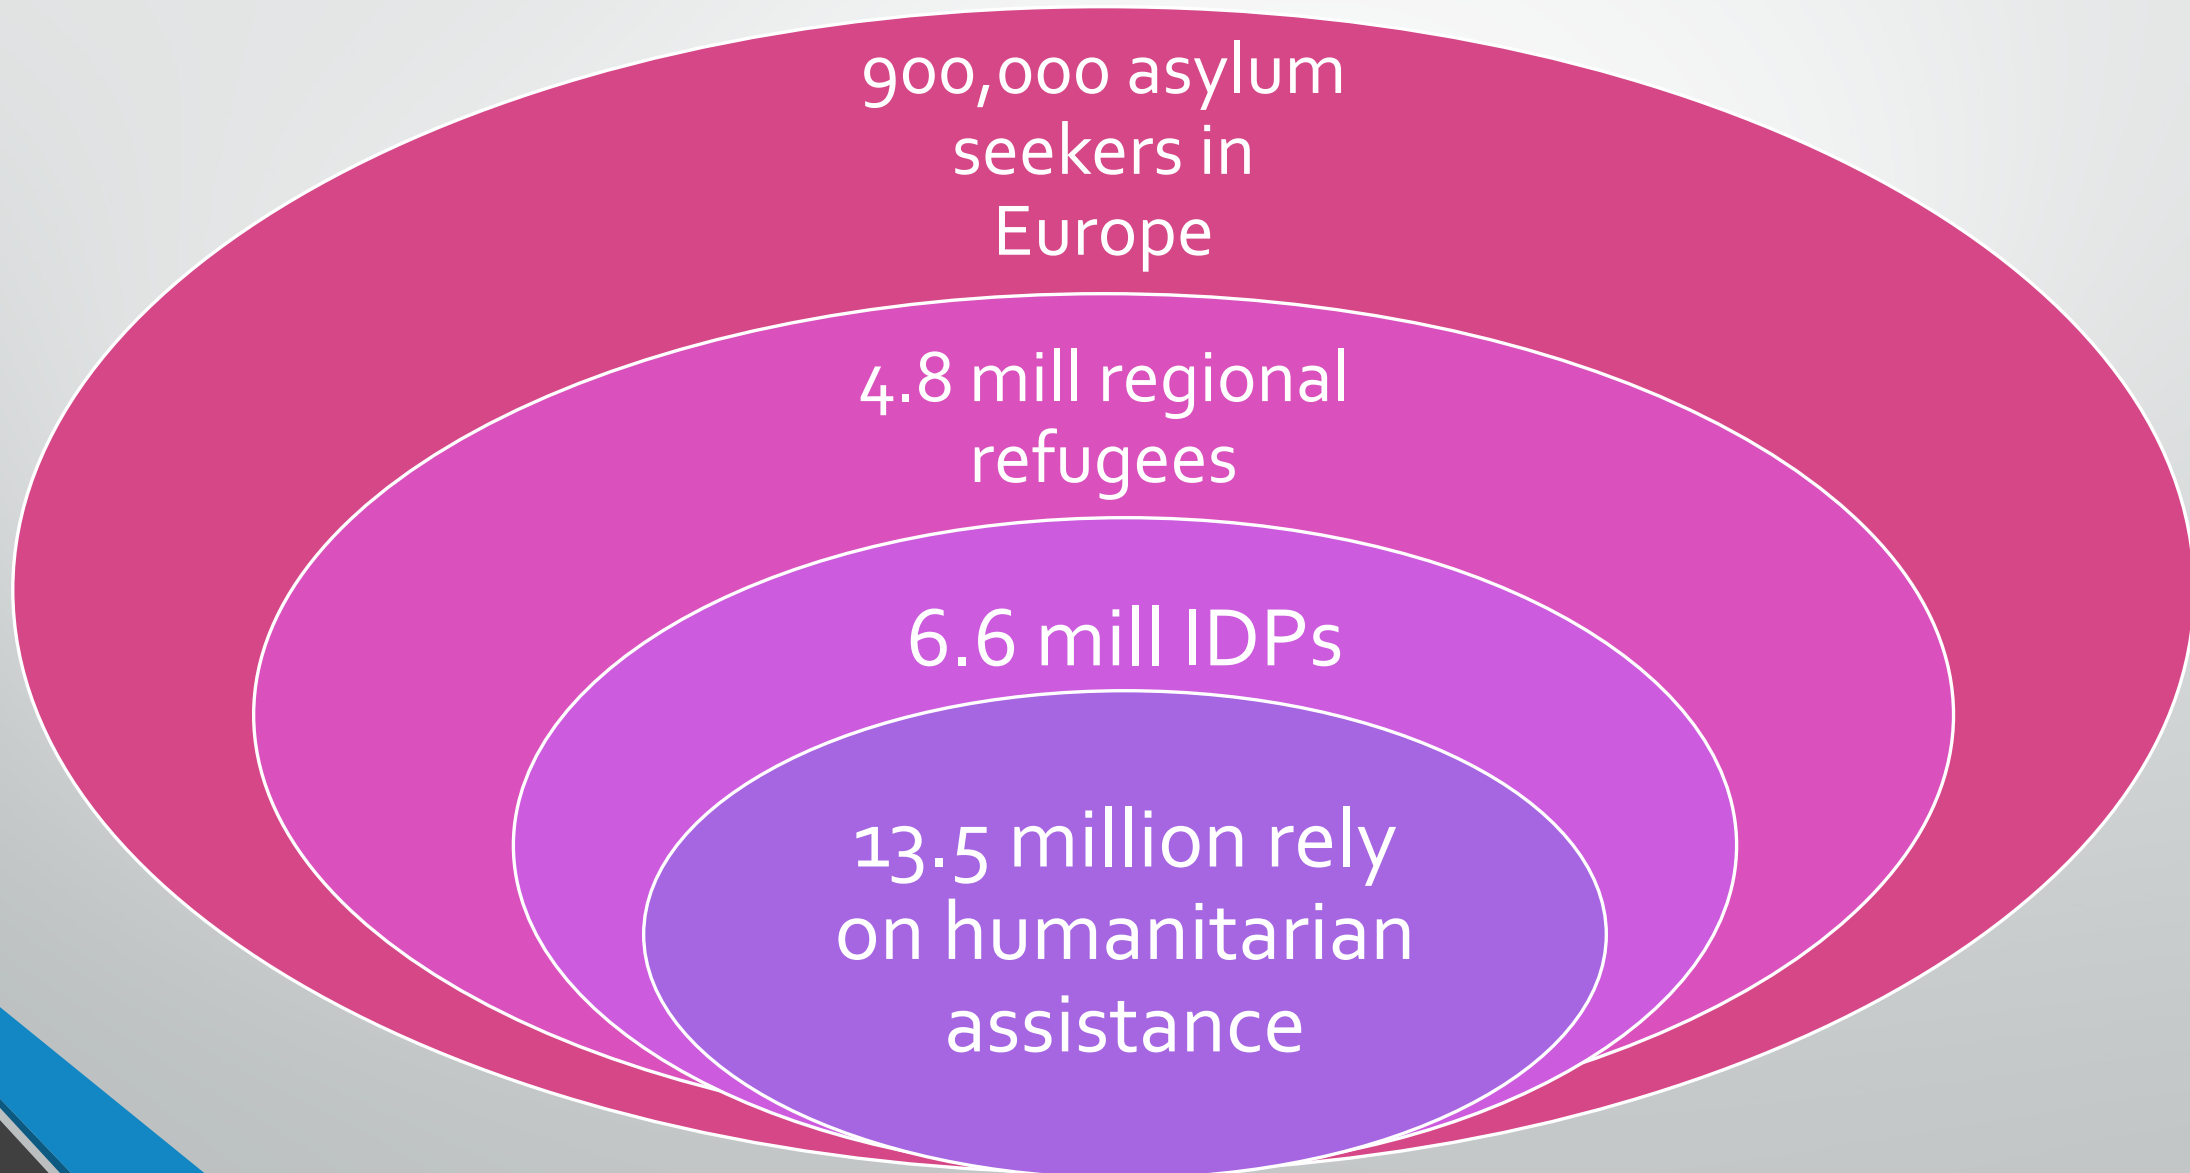 900,000 asylum
seekers in
Europe
4.8 mill regional
refugees
6.6 mill IDPs
13.5 million rely
on humanitarian
assistance